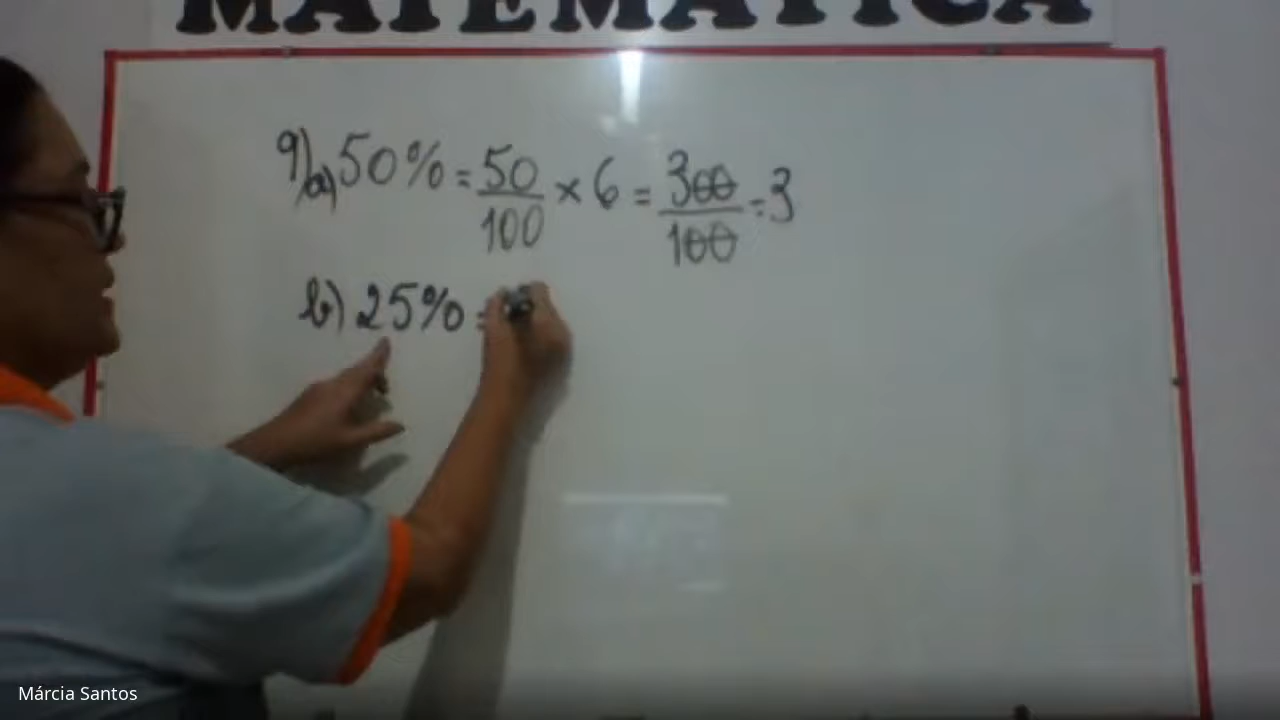 MATEMÁTICA
9) a) 50% = 50/100 × 6 = 300/100 = 3
b) 25% =
Márcia Santos